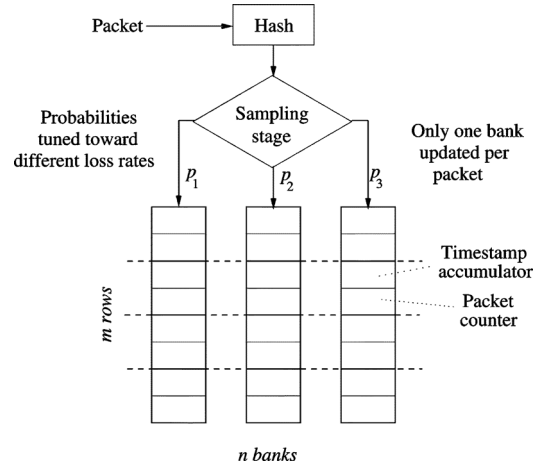 Packet
Hash
Sampling
stage
Probabilities
tuned toward
different loss rates
Only one bank
updated per
packet
p1
p2
p3
Timestamp
accumulator
Packet
counter
m rows
n banks